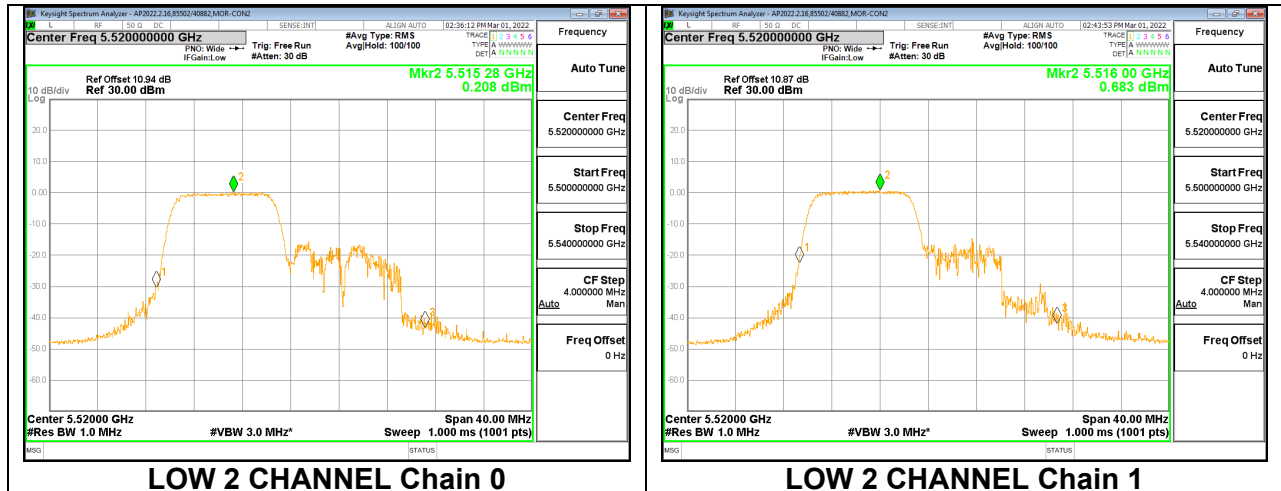 Keysight Spectrum Analyzer - AP2022.2.16,85502/40882,MOR-CON2
L RF 50 Ω DC SENSE:INT ALIGN AUTO 02:36:12 PM Mar 01, 2022
Center Freq 5.520000000 GHz #Avg Type: RMS TRACE 1 2 3 4 5 6 Frequency
PNO: Wide Trig: Free Run Avg|Hold: 100/100 TYPE A WWWWW
IFGain:Low #Atten: 30 dB DET A N N N N N
Auto Tune
Mkr2 5.515 28 GHz
Ref Offset 10.94 dB
10 dB/div Ref 30.00 dBm 0.208 dBm
Log
Center Freq
5.520000000 GHz
20.0
10.0
Start Freq
5.500000000 GHz
2
0.00
-10.0
Stop Freq
5.540000000 GHz
-20.0
1
CF Step
4.000000 MHz
Auto Man
-30.0
3
-40.0
Freq Offset
0 Hz
-50.0
-60.0
Center 5.52000 GHz Span 40.00 MHz
#Res BW 1.0 MHz #VBW 3.0 MHz* Sweep 1.000 ms (1001 pts)
MSG STATUS
LOW 2 CHANNEL Chain 0
Keysight Spectrum Analyzer - AP2022.2.16,85502/40882,MOR-CON2
L RF 50 Ω DC SENSE:INT ALIGN AUTO 02:43:53 PM Mar 01, 2022
Center Freq 5.520000000 GHz #Avg Type: RMS TRACE 1 2 3 4 5 6 Frequency
PNO: Wide Trig: Free Run Avg|Hold: 100/100 TYPE A WWWWW
IFGain:Low #Atten: 30 dB DET A N N N N N
Auto Tune
Mkr2 5.516 00 GHz
Ref Offset 10.87 dB
10 dB/div Ref 30.00 dBm 0.683 dBm
Log
Center Freq
5.520000000 GHz
20.0
10.0
Start Freq
5.500000000 GHz
2
0.00
-10.0
Stop Freq
5.540000000 GHz
1
-20.0
CF Step
4.000000 MHz
Auto Man
-30.0
3
-40.0
Freq Offset
0 Hz
-50.0
-60.0
Center 5.52000 GHz Span 40.00 MHz
#Res BW 1.0 MHz #VBW 3.0 MHz* Sweep 1.000 ms (1001 pts)
MSG STATUS
LOW 2 CHANNEL Chain 1